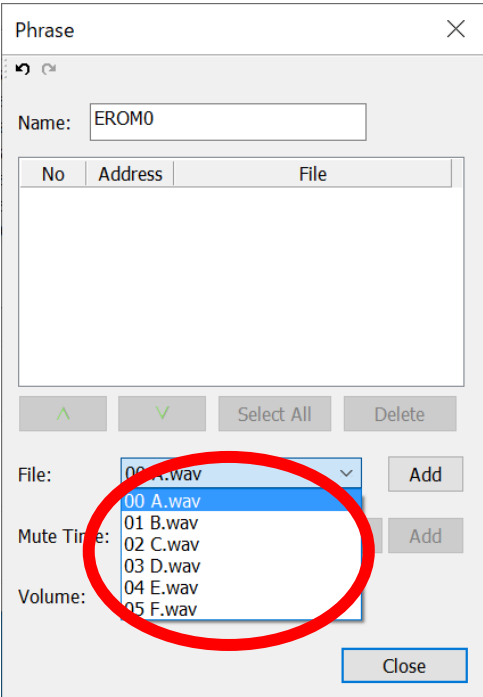 Phrase
Name: EROM0
No Address File
Select All Delete
File: 00 A.wav Add
00 A.wav
01 B.wav
Mute Time: Add
02 C.wav
03 D.wav
04 E.wav
Volume:
05 F.wav
Close